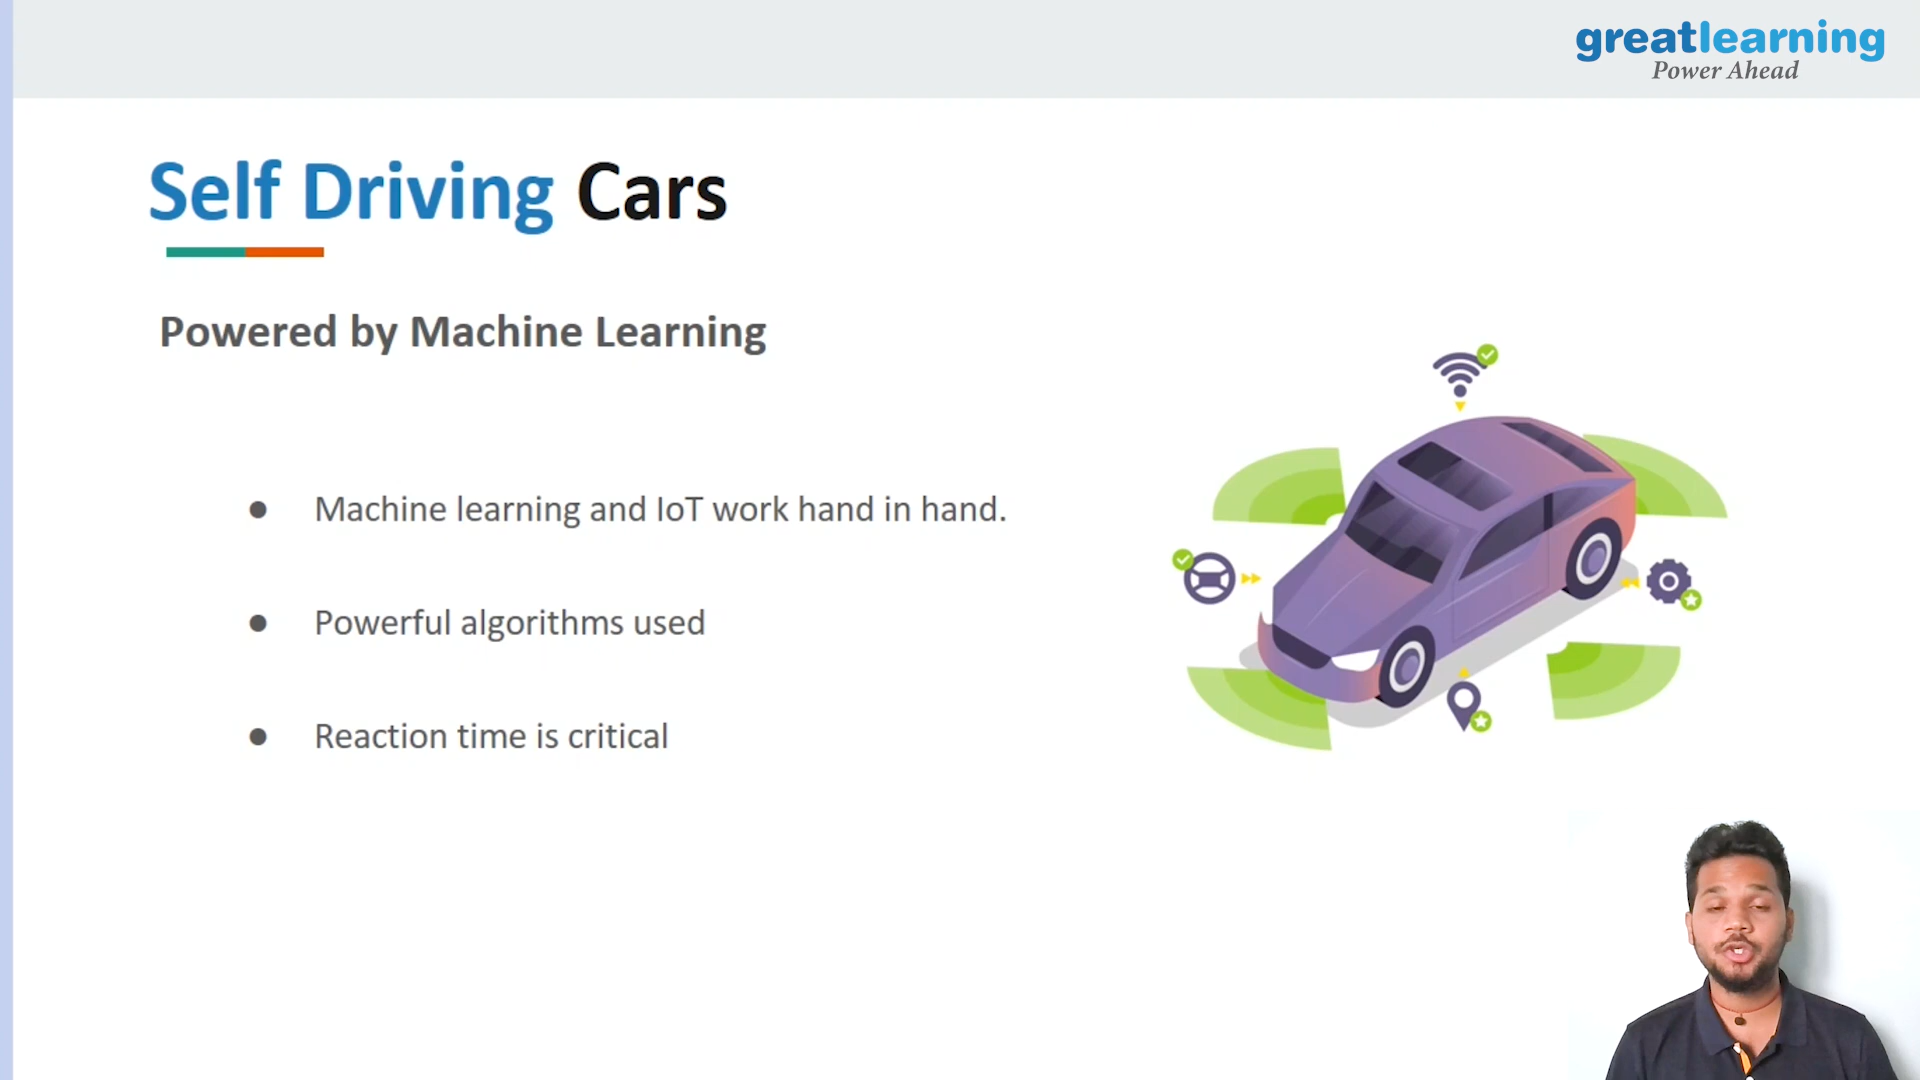 greatlearning
Power Ahead
Self Driving Cars
Powered by Machine Learning
● Machine learning and IoT work hand in hand.
● Powerful algorithms used
● Reaction time is critical